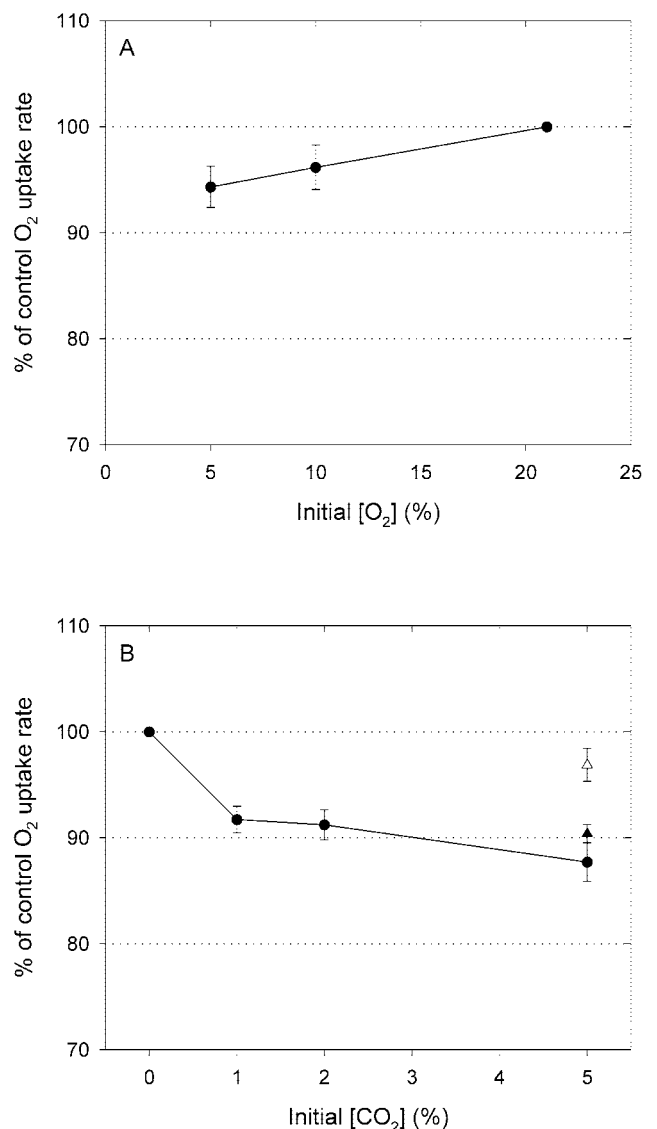 A
110
100
90
80
70
% of control O₂ uptake rate
0 5 10 15 20 25
Initial [O₂] (%)
B
110
100
90
80
70
% of control O₂ uptake rate
0 1 2 3 4 5
Initial [CO₂] (%)